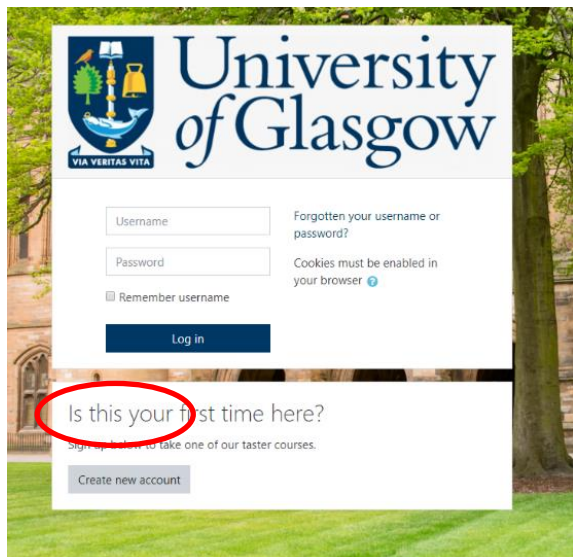 University
of Glasgow
VIA VERITAS VITA
Username
Forgotten your username or
password?
Password
Cookies must be enabled in
your browser
Remember username
Log in
Is this your first time here?
Sign up below to take one of our taster courses.
Create new account